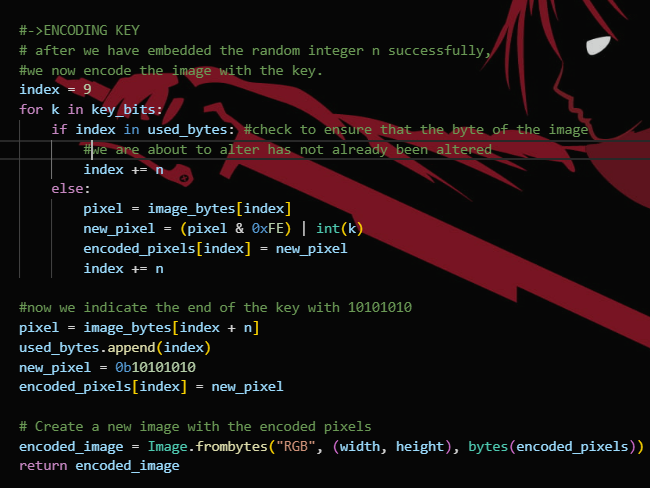 #->ENCODING KEY
# after we have embedded the random integer n successfully,
#we now encode the image with the key.
index = 9
for k in key_bits:
    if index in used_bytes: #check to ensure that the byte of the image
        #we are about to alter has not already been altered
        index += n
    else:
        pixel = image_bytes[index]
        new_pixel = (pixel & 0xFE) | int(k)
        encoded_pixels[index] = new_pixel
        index += n
#now we indicate the end of the key with 10101010
pixel = image_bytes[index + n]
used_bytes.append(index)
new_pixel = 0b10101010
encoded_pixels[index] = new_pixel
# Create a new image with the encoded pixels
encoded_image = Image.frombytes("RGB", (width, height), bytes(encoded_pixels))
return encoded_image